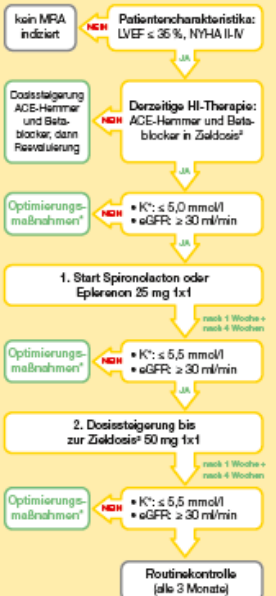 kein MRA
indiziert
NEIN
Patientencharakteristika:
LVEF ≤ 35 %, NYHA II-IV
JA
Dosissteigerung
ACE-Hemmer
und Beta-
blocker, dann
Reevaluierung
Derzeitige HI-Therapie:
ACE-Hemmer und Beta-
blocker in Zieldosis²
JA
Optimierungs-
maßnahmen*
NEIN
• K⁺: ≤ 5,0 mmol/l
• eGFR: ≥ 30 ml/min
JA
1. Start Spironolacton oder
Eplerenon 25 mg 1x1
nach 1 Woche +
nach 4 Wochen
Optimierungs-
maßnahmen*
NEIN
• K⁺: ≤ 5,5 mmol/l
• eGFR: ≥ 30 ml/min
JA
2. Dosissteigerung bis
zur Zieldosis² 50 mg 1x1
nach 1 Woche +
nach 4 Wochen
Optimierungs-
maßnahmen*
NEIN
• K⁺: ≤ 5,5 mmol/l
• eGFR: ≥ 30 ml/min
Routinekontrolle
(alle 3 Monate)